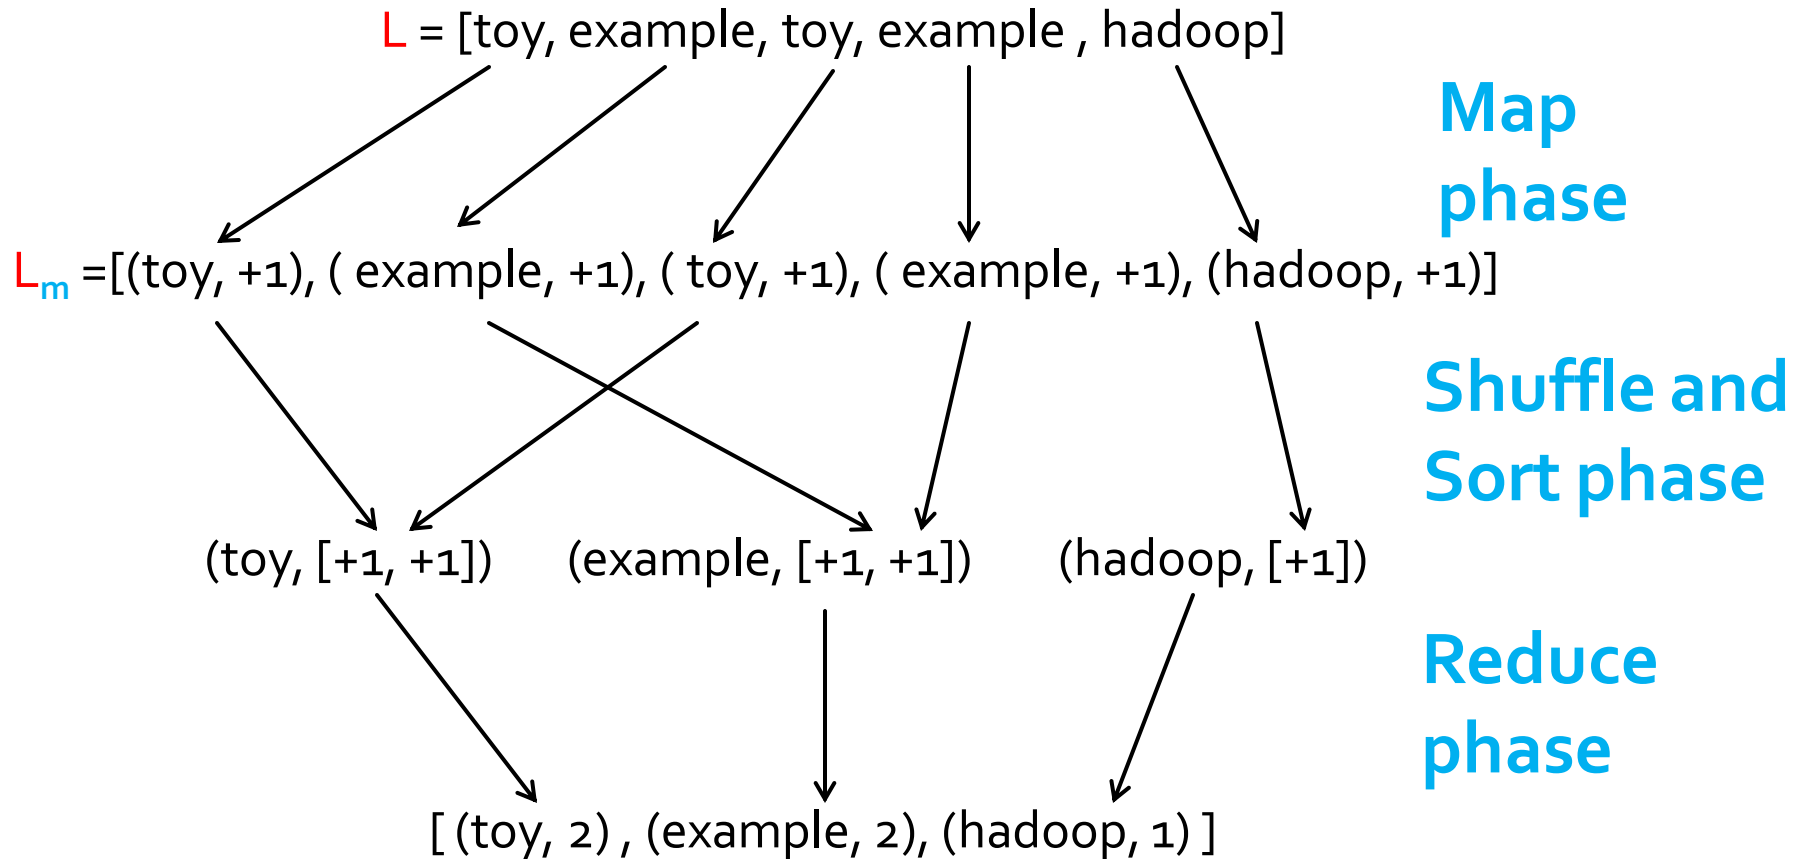 L = [toy, example, toy, example , hadoop]
Map
phase
Lm =[(toy, +1), ( example, +1), ( toy, +1), ( example, +1), (hadoop, +1)]
Shuffle and
Sort phase
(toy, [+1, +1]) (example, [+1, +1]) (hadoop, [+1])
Reduce
phase
[ (toy, 2) , (example, 2), (hadoop, 1) ]